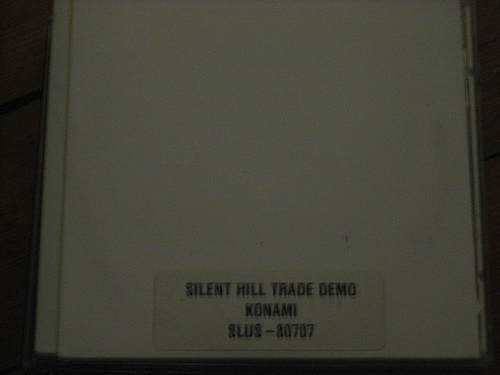 SILENT HILL TRADE DEMO
KONAMI
SLUS-80707